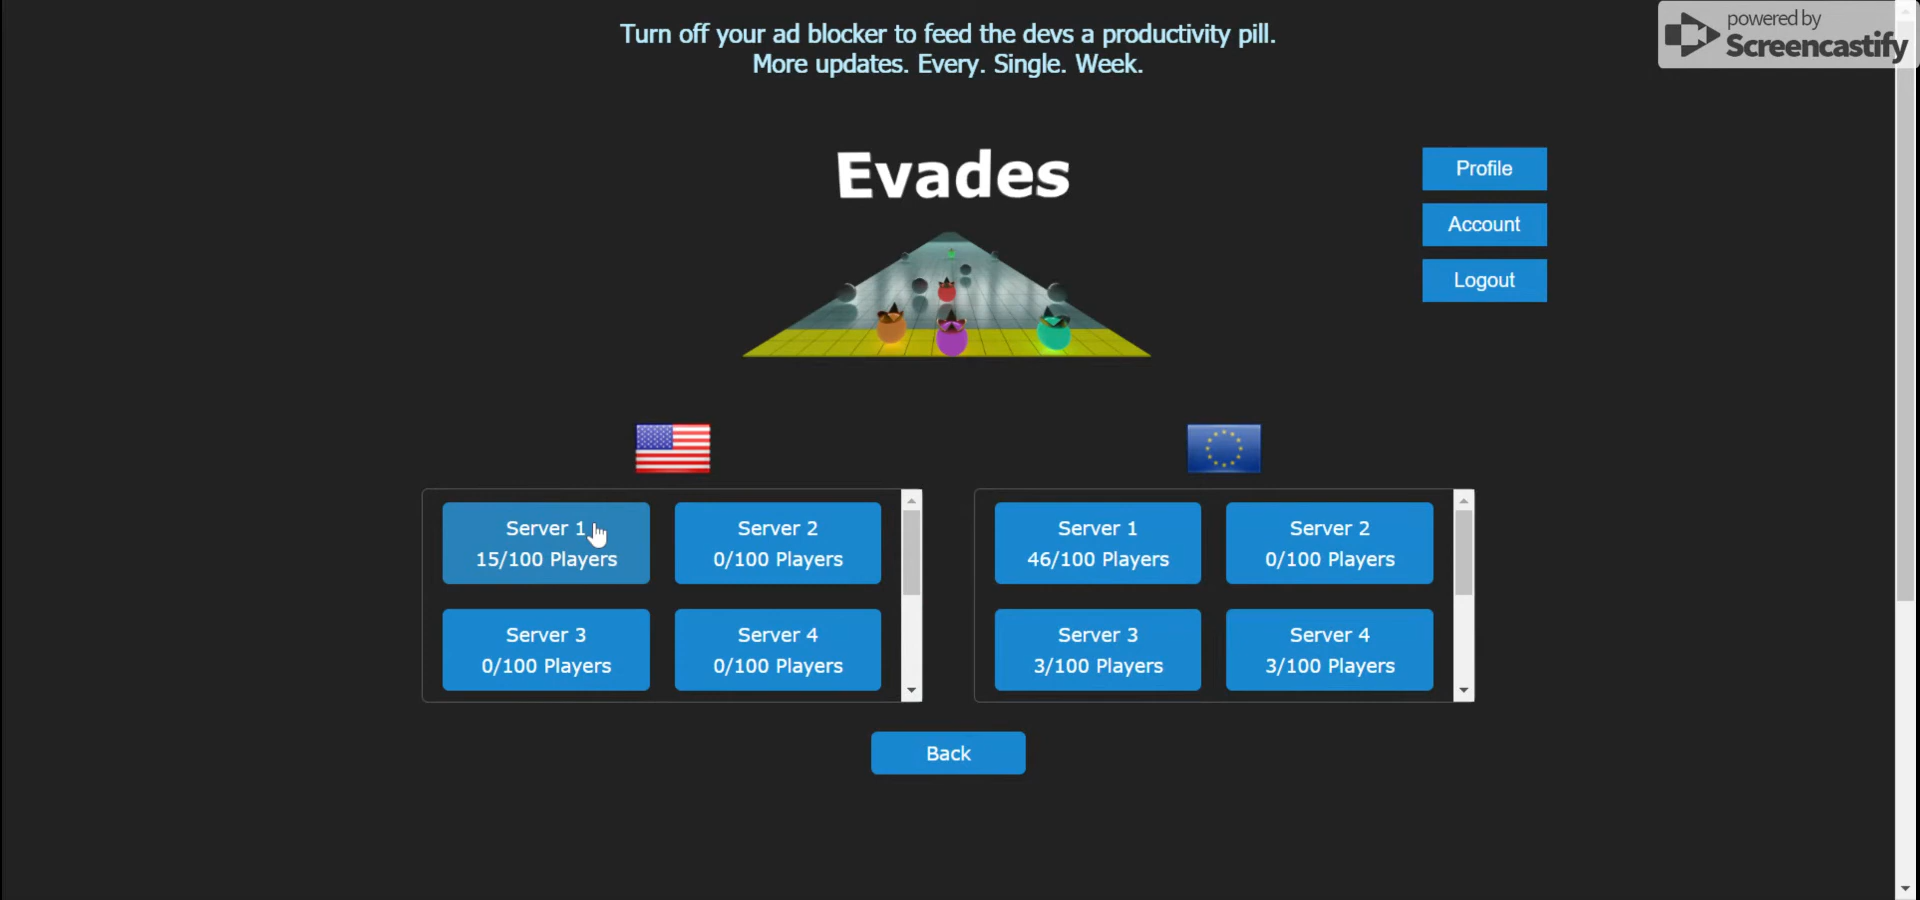 Turn off your ad blocker to feed the devs a productivity pill.
More updates. Every. Single. Week.
powered by
Screencastify
Evades
Profile
Account
Logout
Server 1
15/100 Players
Server 2
0/100 Players
Server 3
0/100 Players
Server 4
0/100 Players
Server 1
46/100 Players
Server 2
0/100 Players
Server 3
3/100 Players
Server 4
3/100 Players
Back